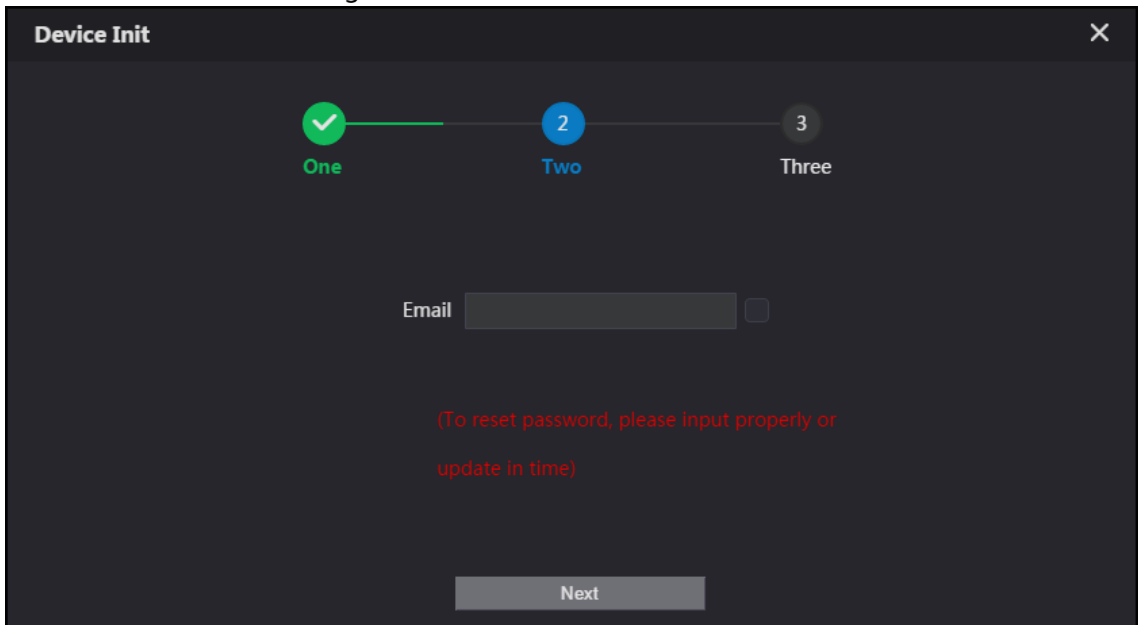 Device Init
2
3
One
Two
Three
Email
(To reset password, please input properly or
update in time)
Next